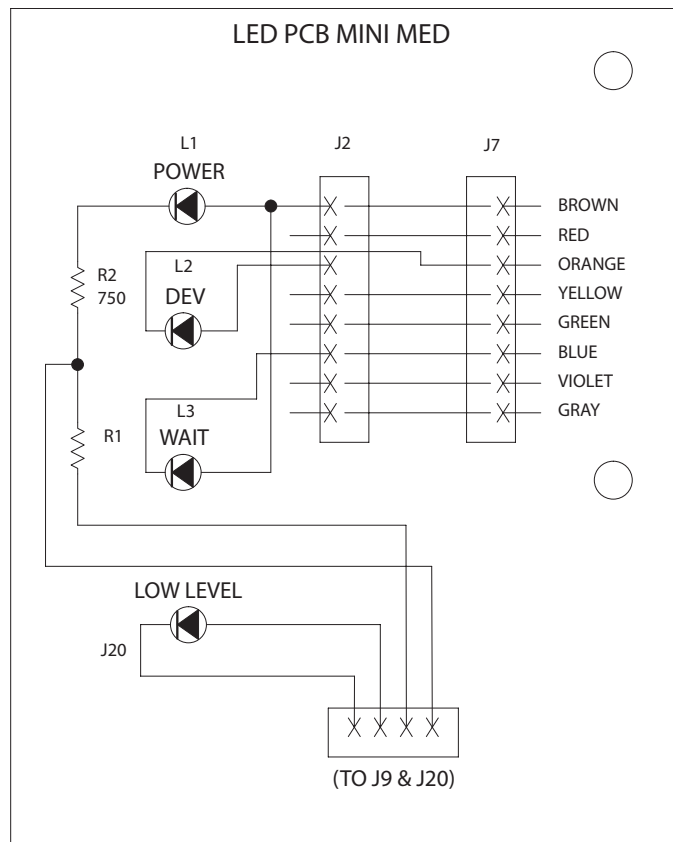 LED PCB MINI MED
L1
POWER
J2
J7
BROWN
RED
ORANGE
YELLOW
GREEN
BLUE
VIOLET
GRAY
R2
750
L2
DEV
R1
L3
WAIT
LOW LEVEL
J20
(TO J9 & J20)